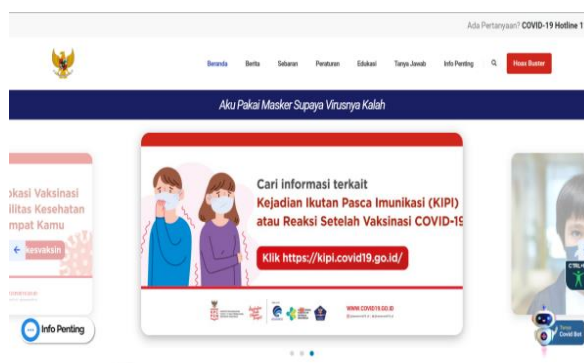 Ada Pertanyaan? COVID-19 Hotline 1
Beranda Berita Sebaran Peraturan Edukasi Tanya Jawab Info Penting Hoax Buster
Aku Pakai Masker Supaya Virusnya Kalah
okasi Vaksinasi
ilitas Kesehatan
mpat Kamu
kesvaksin
Cari informasi terkait
Kejadian Ikutan Pasca Imunikasi (KIPI)
atau Reaksi Setelah Vaksinasi COVID-19
Klik https://kipi.covid19.go.id/
WWW.COVID19.GO.ID
CTRL+
Info Penting
Tanya
Covid Bot